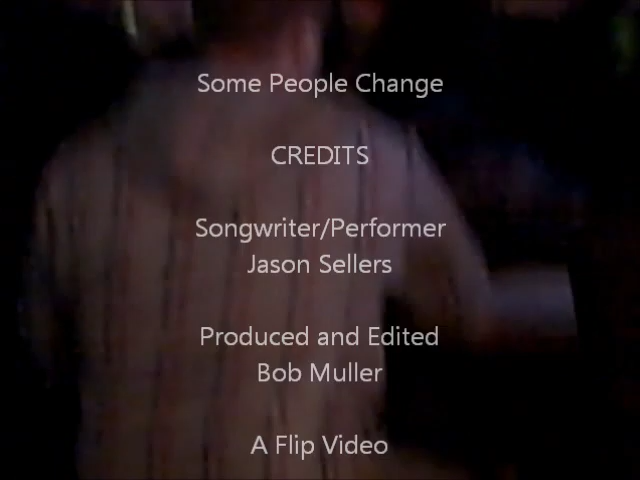 Some People Change
CREDITS
Songwriter/Performer
Jason Sellers
Produced and Edited
Bob Muller
A Flip Video